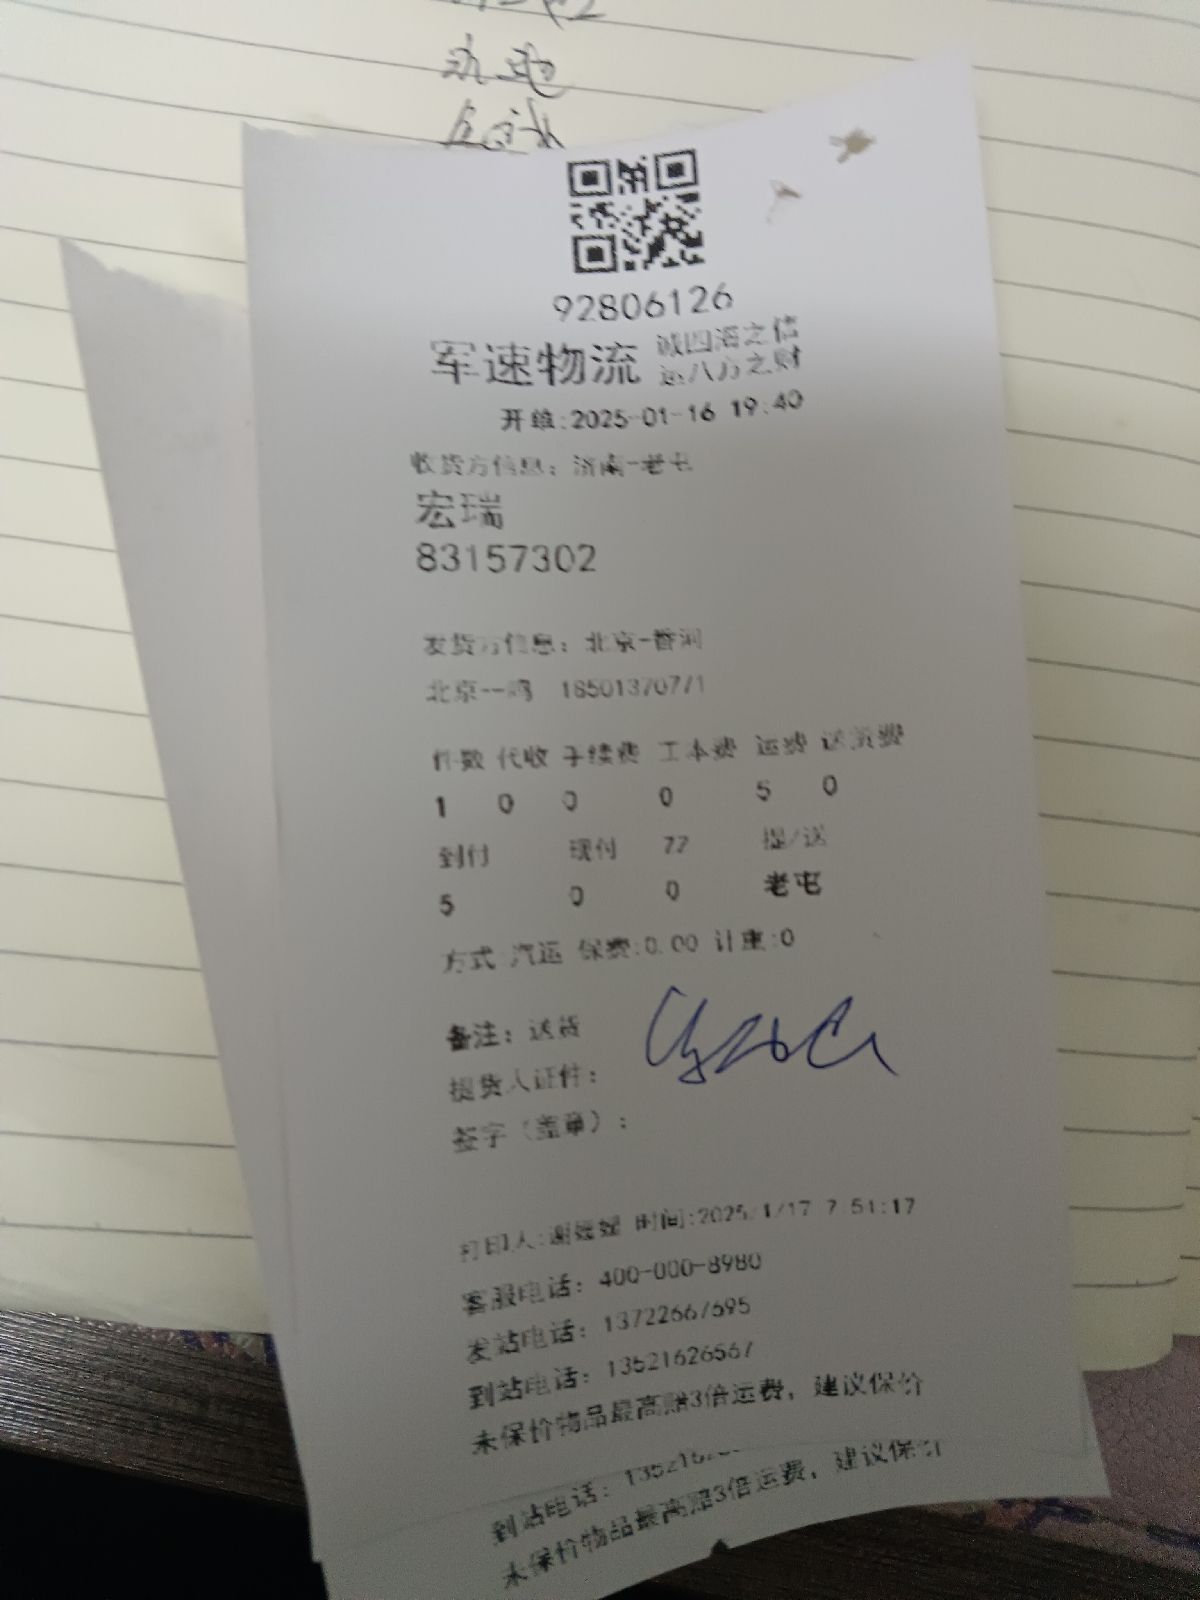 92806126
军速物流 诚四海之信
运八方之财
开单:2025-01-16 19:40
收货方信息：济南-老屯
宏瑞
83157302
发货方信息：北京-香润
北京一鸣 18501370771
件数 代收 手续费 工本费 运费 送货费
1 0 0 0 5 0
到付 现付 ?? 提/送
5 0 0 老屯
方式:汽运 保费:0.00 计重:0
备注：送货
提货人证件：
签字（盖章）：
打印人:谢媛媛 时间:2025/1/17 7:51:17
客服电话：400-000-8980
发站电话：13722667695
到站电话：13521626567
未保价物品最高赔3倍运费，建议保价
到站电话：1352162
未保价物品最高赔3倍运费，建议保价